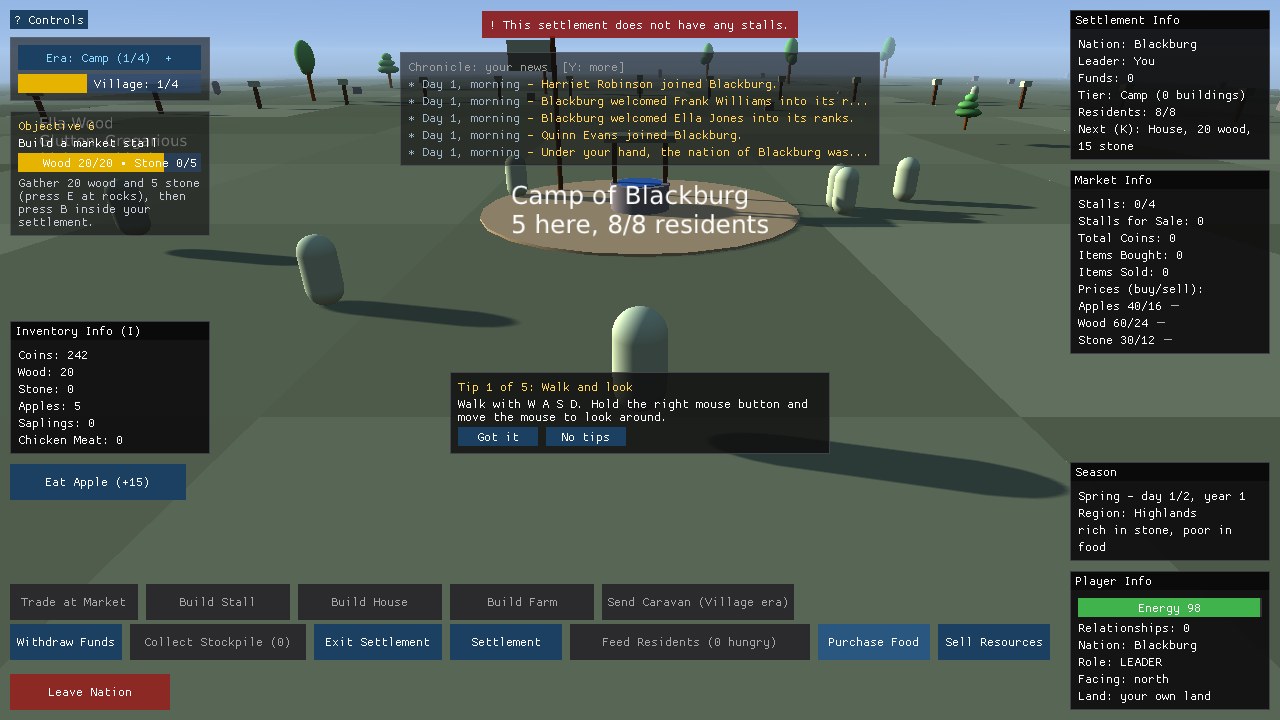 ? Controls
Era: Camp (1/4)  +
Village: 1/4
Objective 6
Ella Wood
Build a market stall
Wood 20/20 • Stone 0/5
Gather 20 wood and 5 stone
(press E at rocks), then
press B inside your
settlement.
! This settlement does not have any stalls.
Chronicle: your news  [Y: more]
* Day 1, morning – Harriet Robinson joined Blackburg.
* Day 1, morning – Blackburg welcomed Frank Williams into its r...
* Day 1, morning – Blackburg welcomed Ella Jones into its ranks.
* Day 1, morning – Quinn Evans joined Blackburg.
* Day 1, morning – Under your hand, the nation of Blackburg was...
Camp of Blackburg
5 here, 8/8 residents
Settlement Info
Nation: Blackburg
Leader: You
Funds: 0
Tier: Camp (0 buildings)
Residents: 8/8
Next (K): House, 20 wood,
15 stone
Market Info
Stalls: 0/4
Stalls for Sale: 0
Total Coins: 0
Items Bought: 0
Items Sold: 0
Prices (buy/sell):
Apples 40/16 —
Wood 60/24 —
Stone 30/12 —
Inventory Info (I)
Coins: 242
Wood: 20
Stone: 0
Apples: 5
Saplings: 0
Chicken Meat: 0
Eat Apple (+15)
Tip 1 of 5: Walk and look
Walk with W A S D. Hold the right mouse button and
move the mouse to look around.
Got it
No tips
Season
Spring – day 1/2, year 1
Region: Highlands
rich in stone, poor in
food
Player Info
Energy 98
Relationships: 0
Nation: Blackburg
Role: LEADER
Facing: north
Land: your own land
Trade at Market
Build Stall
Build House
Build Farm
Send Caravan (Village era)
Withdraw Funds
Collect Stockpile (0)
Exit Settlement
Settlement
Feed Residents (0 hungry)
Purchase Food
Sell Resources
Leave Nation